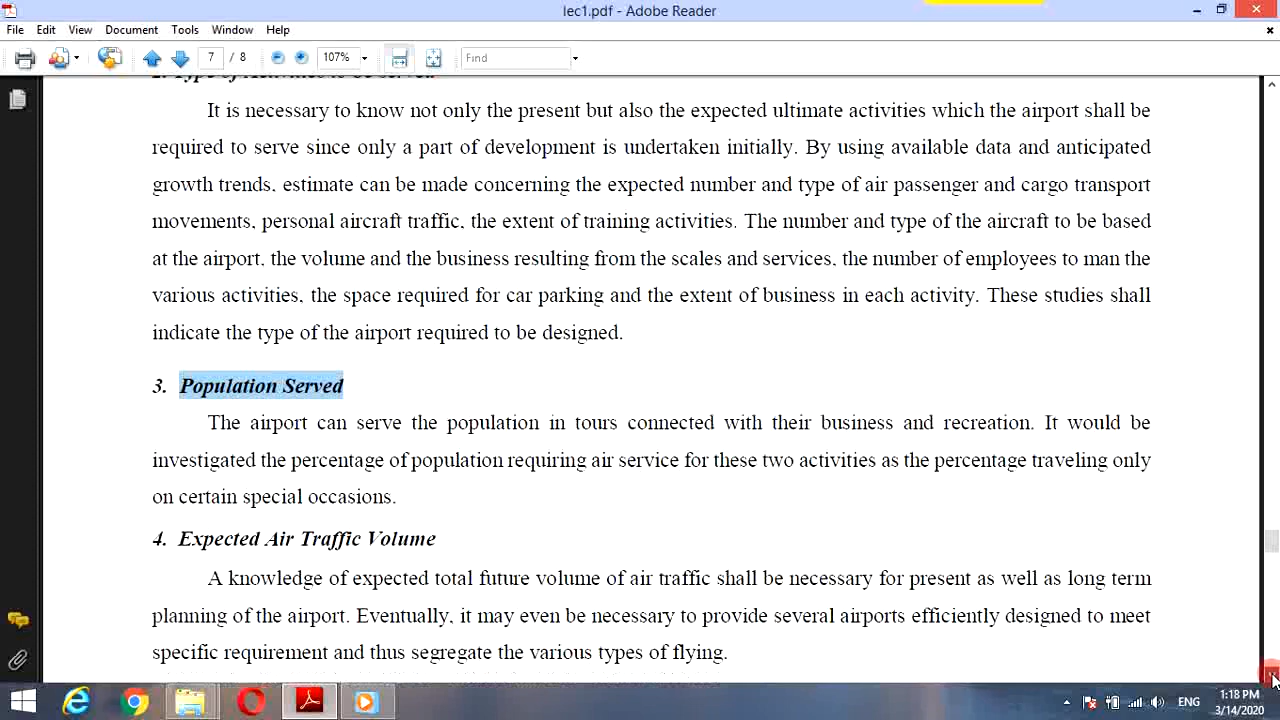 lec1.pdf - Adobe Reader
File Edit View Document Tools Window Help
7 / 8 107% Find
2. Type of Activities to be served
It is necessary to know not only the present but also the expected ultimate activities which the airport shall be
required to serve since only a part of development is undertaken initially. By using available data and anticipated
growth trends, estimate can be made concerning the expected number and type of air passenger and cargo transport
movements, personal aircraft traffic, the extent of training activities. The number and type of the aircraft to be based
at the airport, the volume and the business resulting from the scales and services, the number of employees to man the
various activities, the space required for car parking and the extent of business in each activity. These studies shall
indicate the type of the airport required to be designed.
3. Population Served
The airport can serve the population in tours connected with their business and recreation. It would be
investigated the percentage of population requiring air service for these two activities as the percentage traveling only
on certain special occasions.
4. Expected Air Traffic Volume
A knowledge of expected total future volume of air traffic shall be necessary for present as well as long term
planning of the airport. Eventually, it may even be necessary to provide several airports efficiently designed to meet
specific requirement and thus segregate the various types of flying.
ENG
1:18 PM
3/14/2020